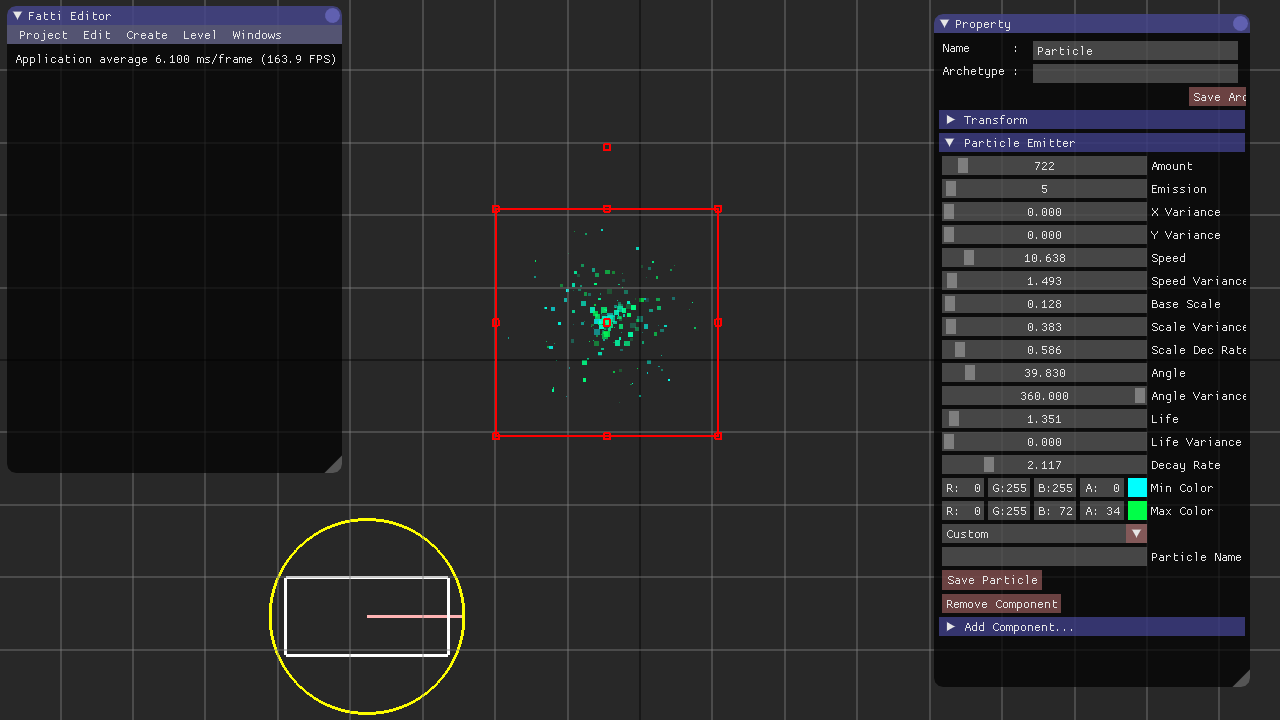 Fatti Editor
Project Edit Create Level Windows
Application average 6.100 ms/frame (163.9 FPS)
Property
Name : Particle
Archetype :
Save Arc
Transform
Particle Emitter
722 Amount
5 Emission
0.000 X Variance
0.000 Y Variance
10.638 Speed
1.493 Speed Variance
0.128 Base Scale
0.383 Scale Variance
0.586 Scale Dec Rate
39.830 Angle
360.000 Angle Variance
1.351 Life
0.000 Life Variance
2.117 Decay Rate
R: 0 G:255 B:255 A: 0 Min Color
R: 0 G:255 B: 72 A: 34 Max Color
Custom
Particle Name
Save Particle
Remove Component
Add Component...